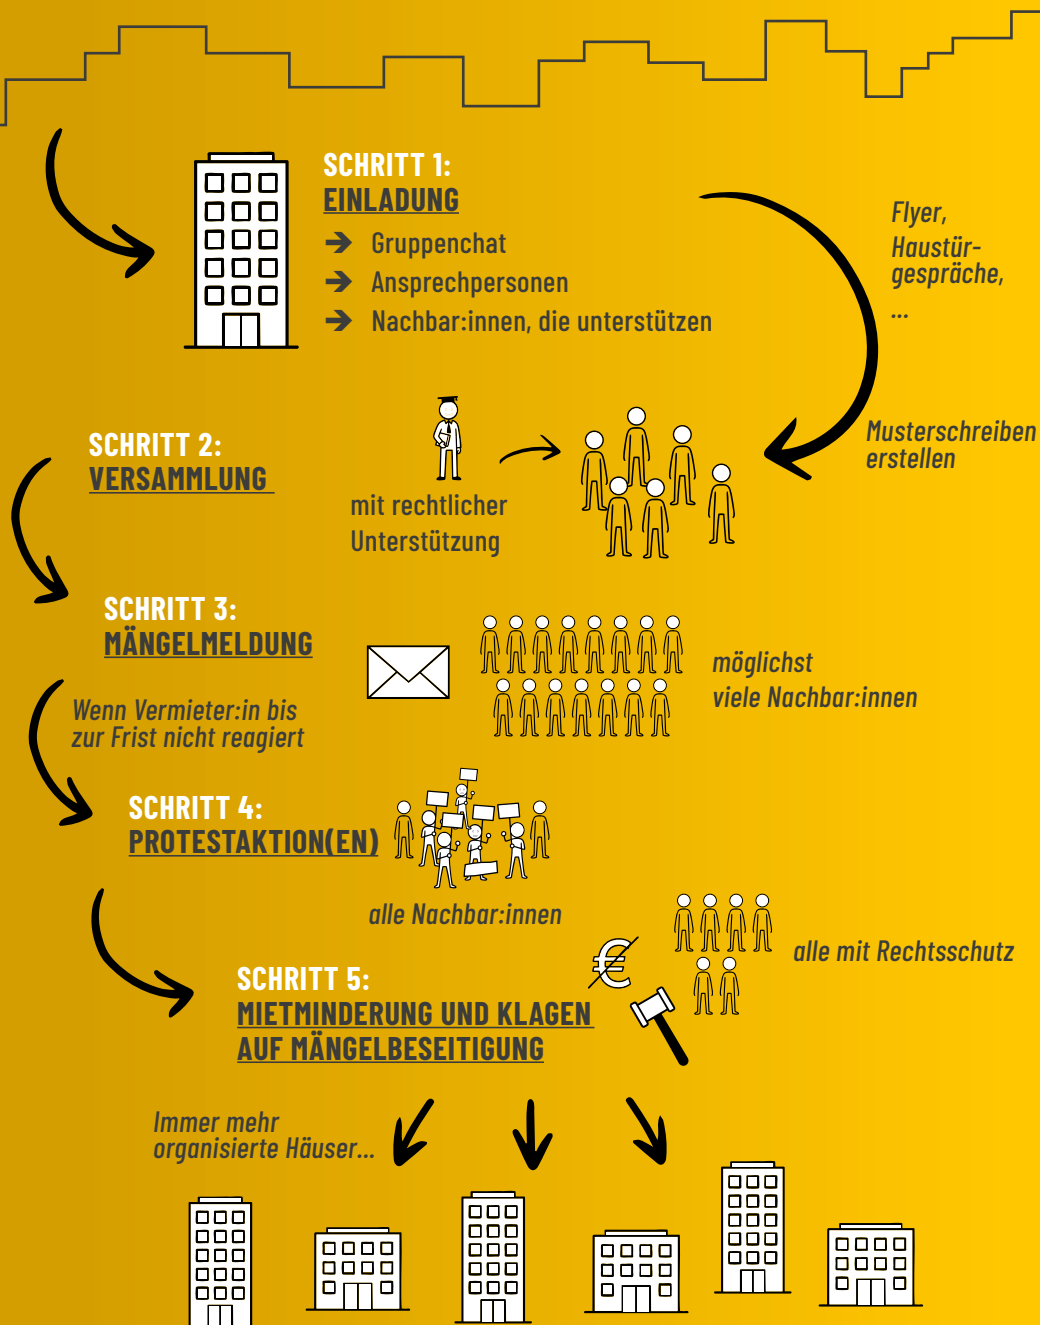 SCHRITT 1:
EINLADUNG
→ Gruppenchat
→ Ansprechpersonen
→ Nachbar:innen, die unterstützen
Flyer,
Haustür-
gespräche,
...
Musterschreiben
erstellen
SCHRITT 2:
VERSAMMLUNG
mit rechtlicher
Unterstützung
SCHRITT 3:
MÄNGELMELDUNG
möglichst
viele Nachbar:innen
Wenn Vermieter:in bis
zur Frist nicht reagiert
SCHRITT 4:
PROTESTAKTION(EN)
alle Nachbar:innen
alle mit Rechtsschutz
€
SCHRITT 5:
MIETMINDERUNG UND KLAGEN
AUF MÄNGELBESEITIGUNG
Immer mehr
organisierte Häuser...